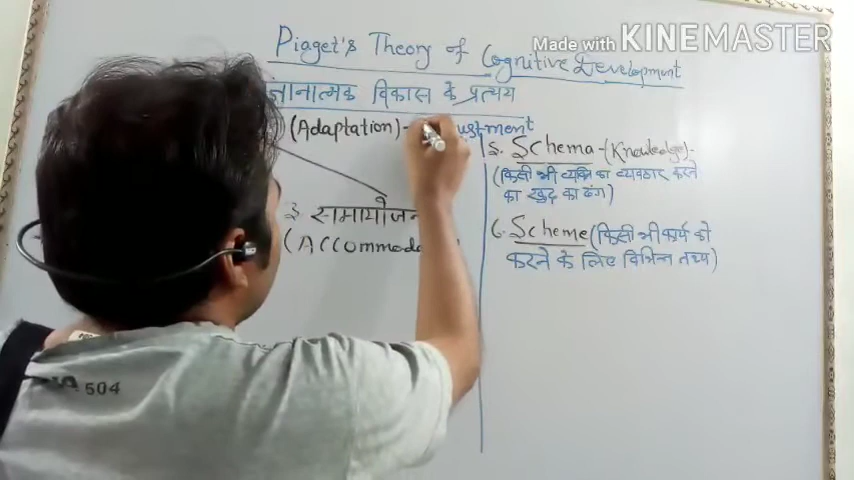 Made with KINEMASTER
Piaget's Theory of Cognitive Development
ज्ञानात्मक विकास के प्रत्यय
(Adaptation)-
5. Schema-(Knowledge)-
(किसी भी व्यक्ति का व्यवहार करने
का खुद का ढंग)
समायोजन
(Accommoda
6. Scheme (किसी भी कार्य को
करने के लिए विभिन्न तथ्य)
504